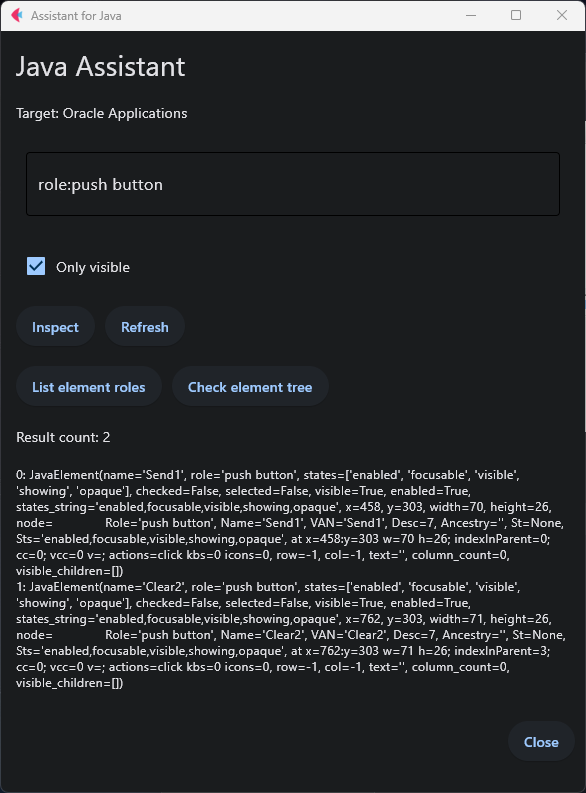 Assistant for Java
Java Assistant
Target: Oracle Applications
role:push button
Only visible
Inspect Refresh
List element roles Check element tree
Result count: 2
0: JavaElement(name='Send1', role='push button', states=['enabled', 'focusable', 'visible',
'showing', 'opaque'], checked=False, selected=False, visible=True, enabled=True,
states_string='enabled,focusable,visible,showing,opaque', x=458, y=303, width=70, height=26,
node= Role='push button', Name='Send1', VAN='Send1', Desc=7, Ancestry='', St=None,
Sts='enabled,focusable,visible,showing,opaque', at x=458:y=303 w=70 h=26; indexInParent=0;
cc=0; vcc=0 v=; actions=click kbs=0 icons=0, row=-1, col=-1, text='', column_count=0,
visible_children=[])
1: JavaElement(name='Clear2', role='push button', states=['enabled', 'focusable', 'visible',
'showing', 'opaque'], checked=False, selected=False, visible=True, enabled=True,
states_string='enabled,focusable,visible,showing,opaque', x=762, y=303, width=71, height=26,
node= Role='push button', Name='Clear2', VAN='Clear2', Desc=7, Ancestry='', St=None,
Sts='enabled,focusable,visible,showing,opaque', at x=762:y=303 w=71 h=26; indexInParent=3;
cc=0; vcc=0 v=; actions=click kbs=0 icons=0, row=-1, col=-1, text='', column_count=0,
visible_children=[])
Close